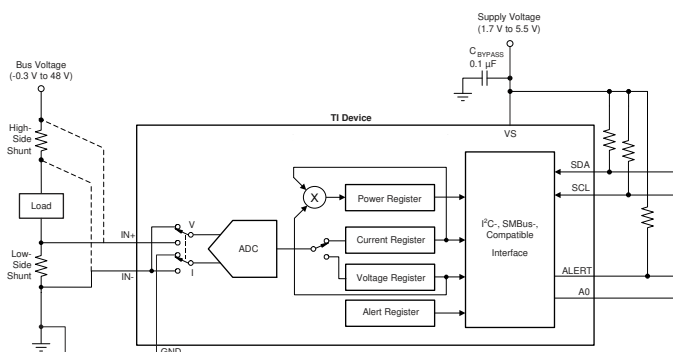 Supply Voltage
(1.7 V to 5.5 V)
Bus Voltage
(-0.3 V to 48 V)
C BYPASS
0.1 µF
TI Device
VS
High-
Side
Shunt
SDA
Power Register
SCL
Load
I²C-, SMBus-,
Compatible
Interface
V
IN+
ADC
Current Register
X
Low-
Side
Shunt
IN-
I
Voltage Register
ALERT
A0
Alert Register
GND